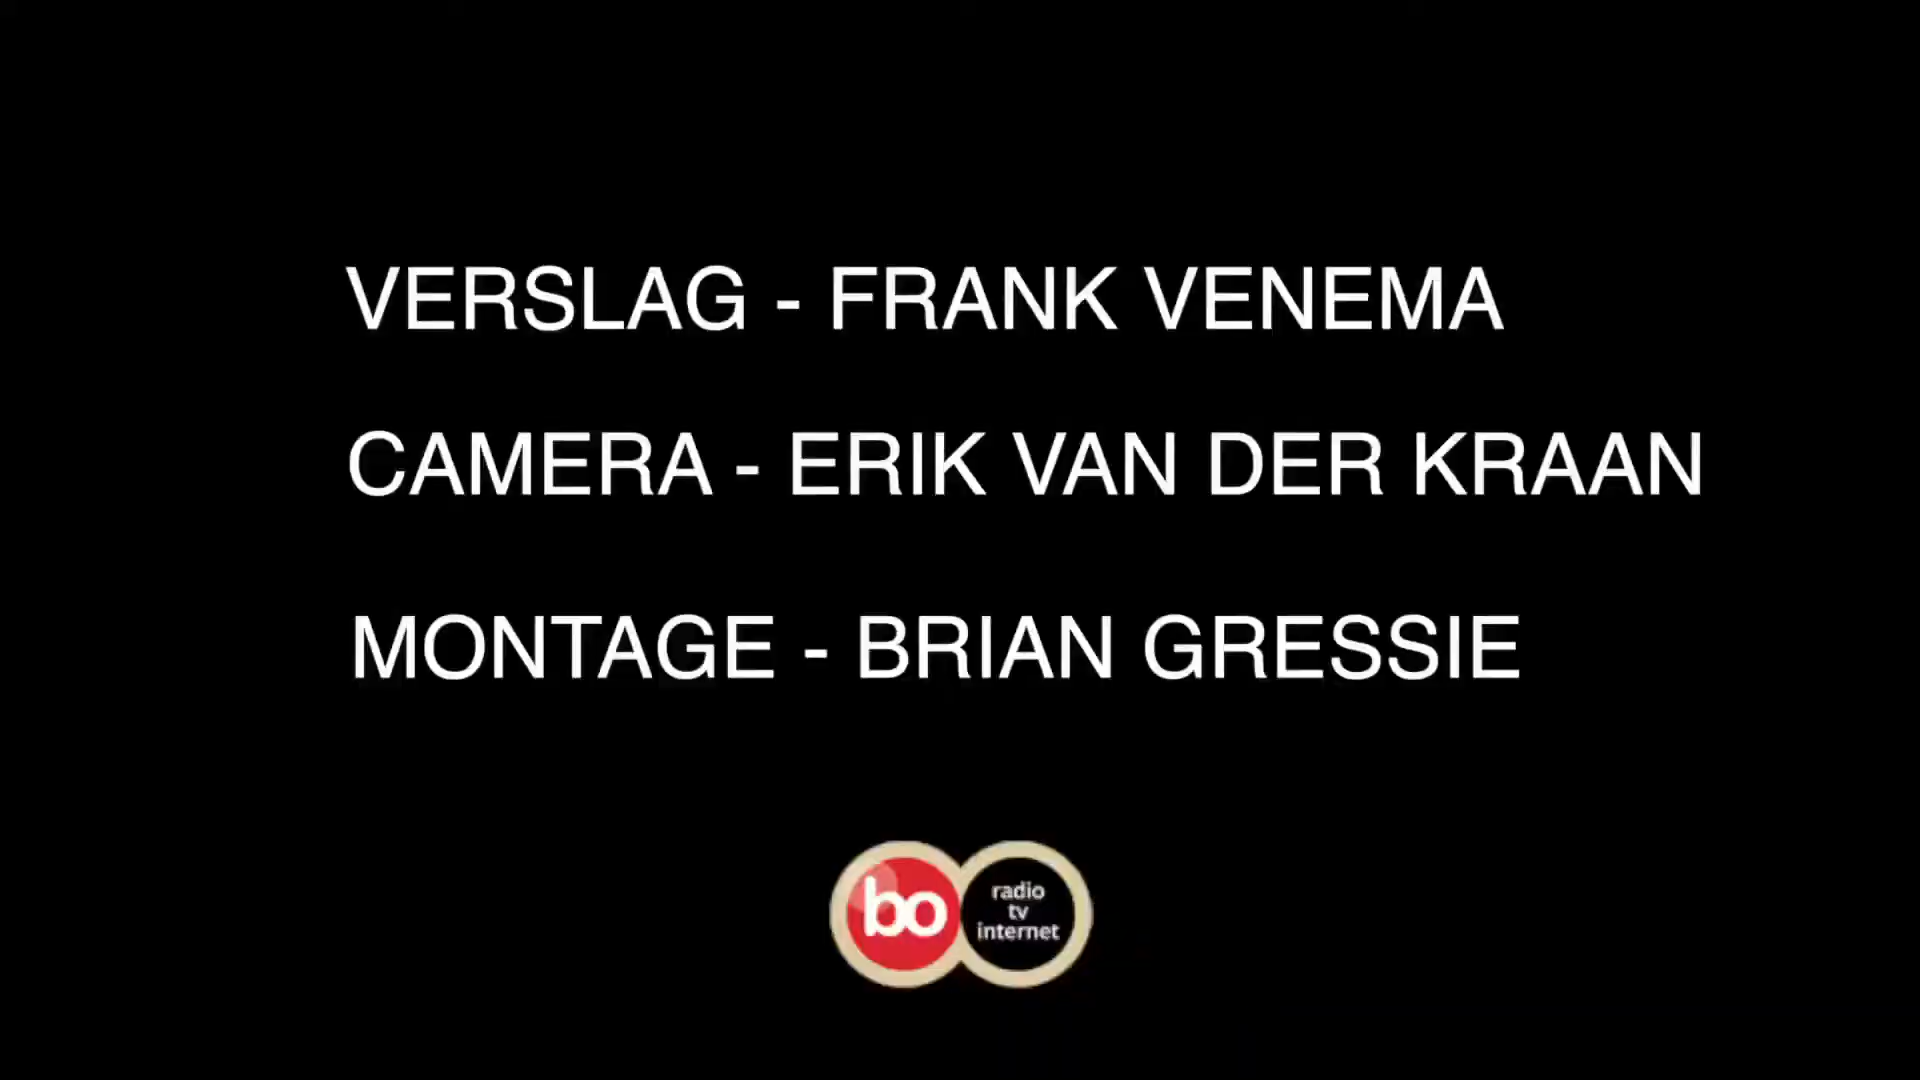 VERSLAG - FRANK VENEMA
CAMERA - ERIK VAN DER KRAAN
MONTAGE - BRIAN GRESSIE
bo
radio
tv
internet